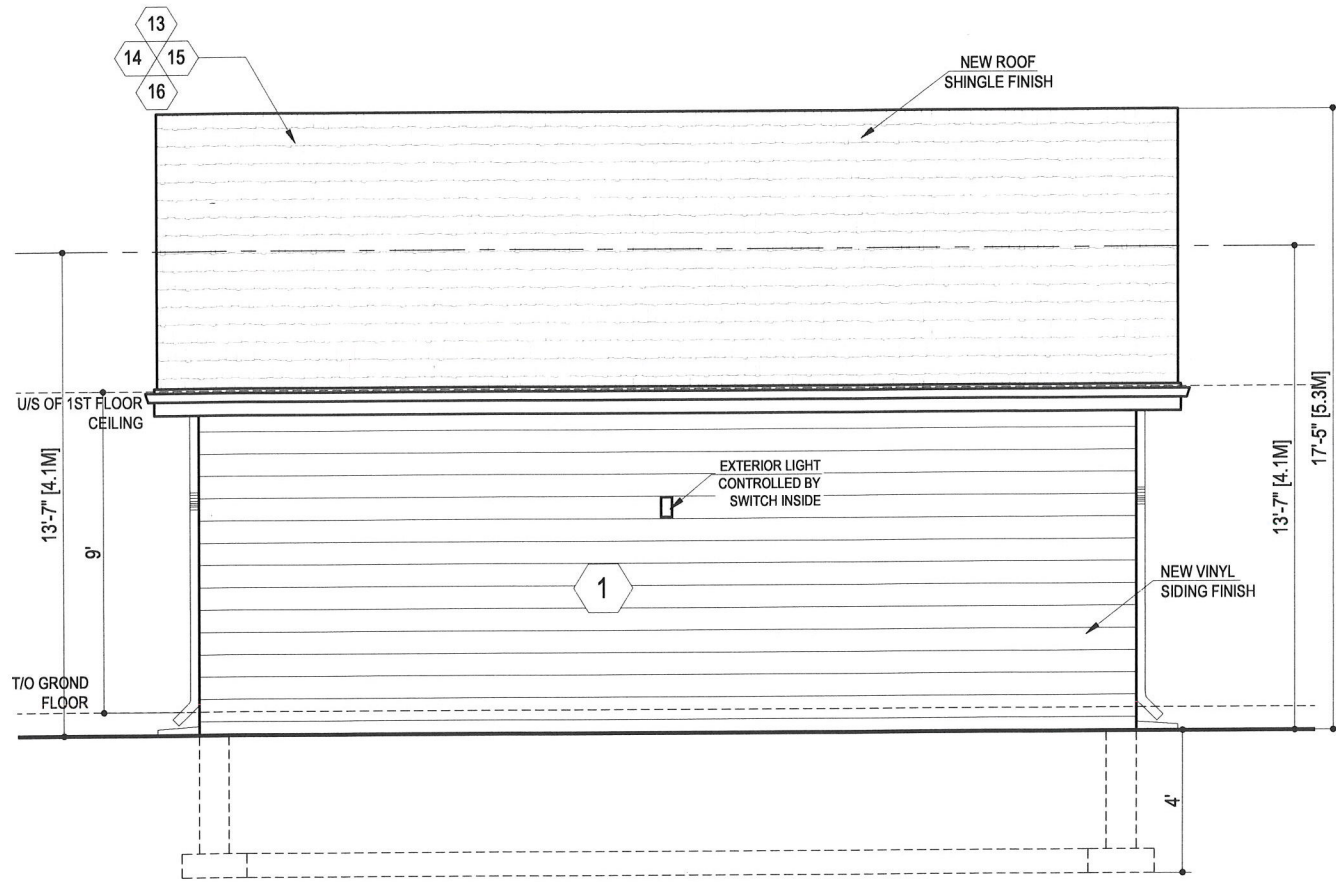 13
14 15
16
NEW ROOF
SHINGLE FINISH
U/S OF 1ST FLOOR
CEILING
13'-7" [4.1M]
9'
EXTERIOR LIGHT
CONTROLLED BY
SWITCH INSIDE
1
NEW VINYL
SIDING FINISH
13'-7" [4.1M]
17'-5" [5.3M]
T/O GROND
FLOOR
4'